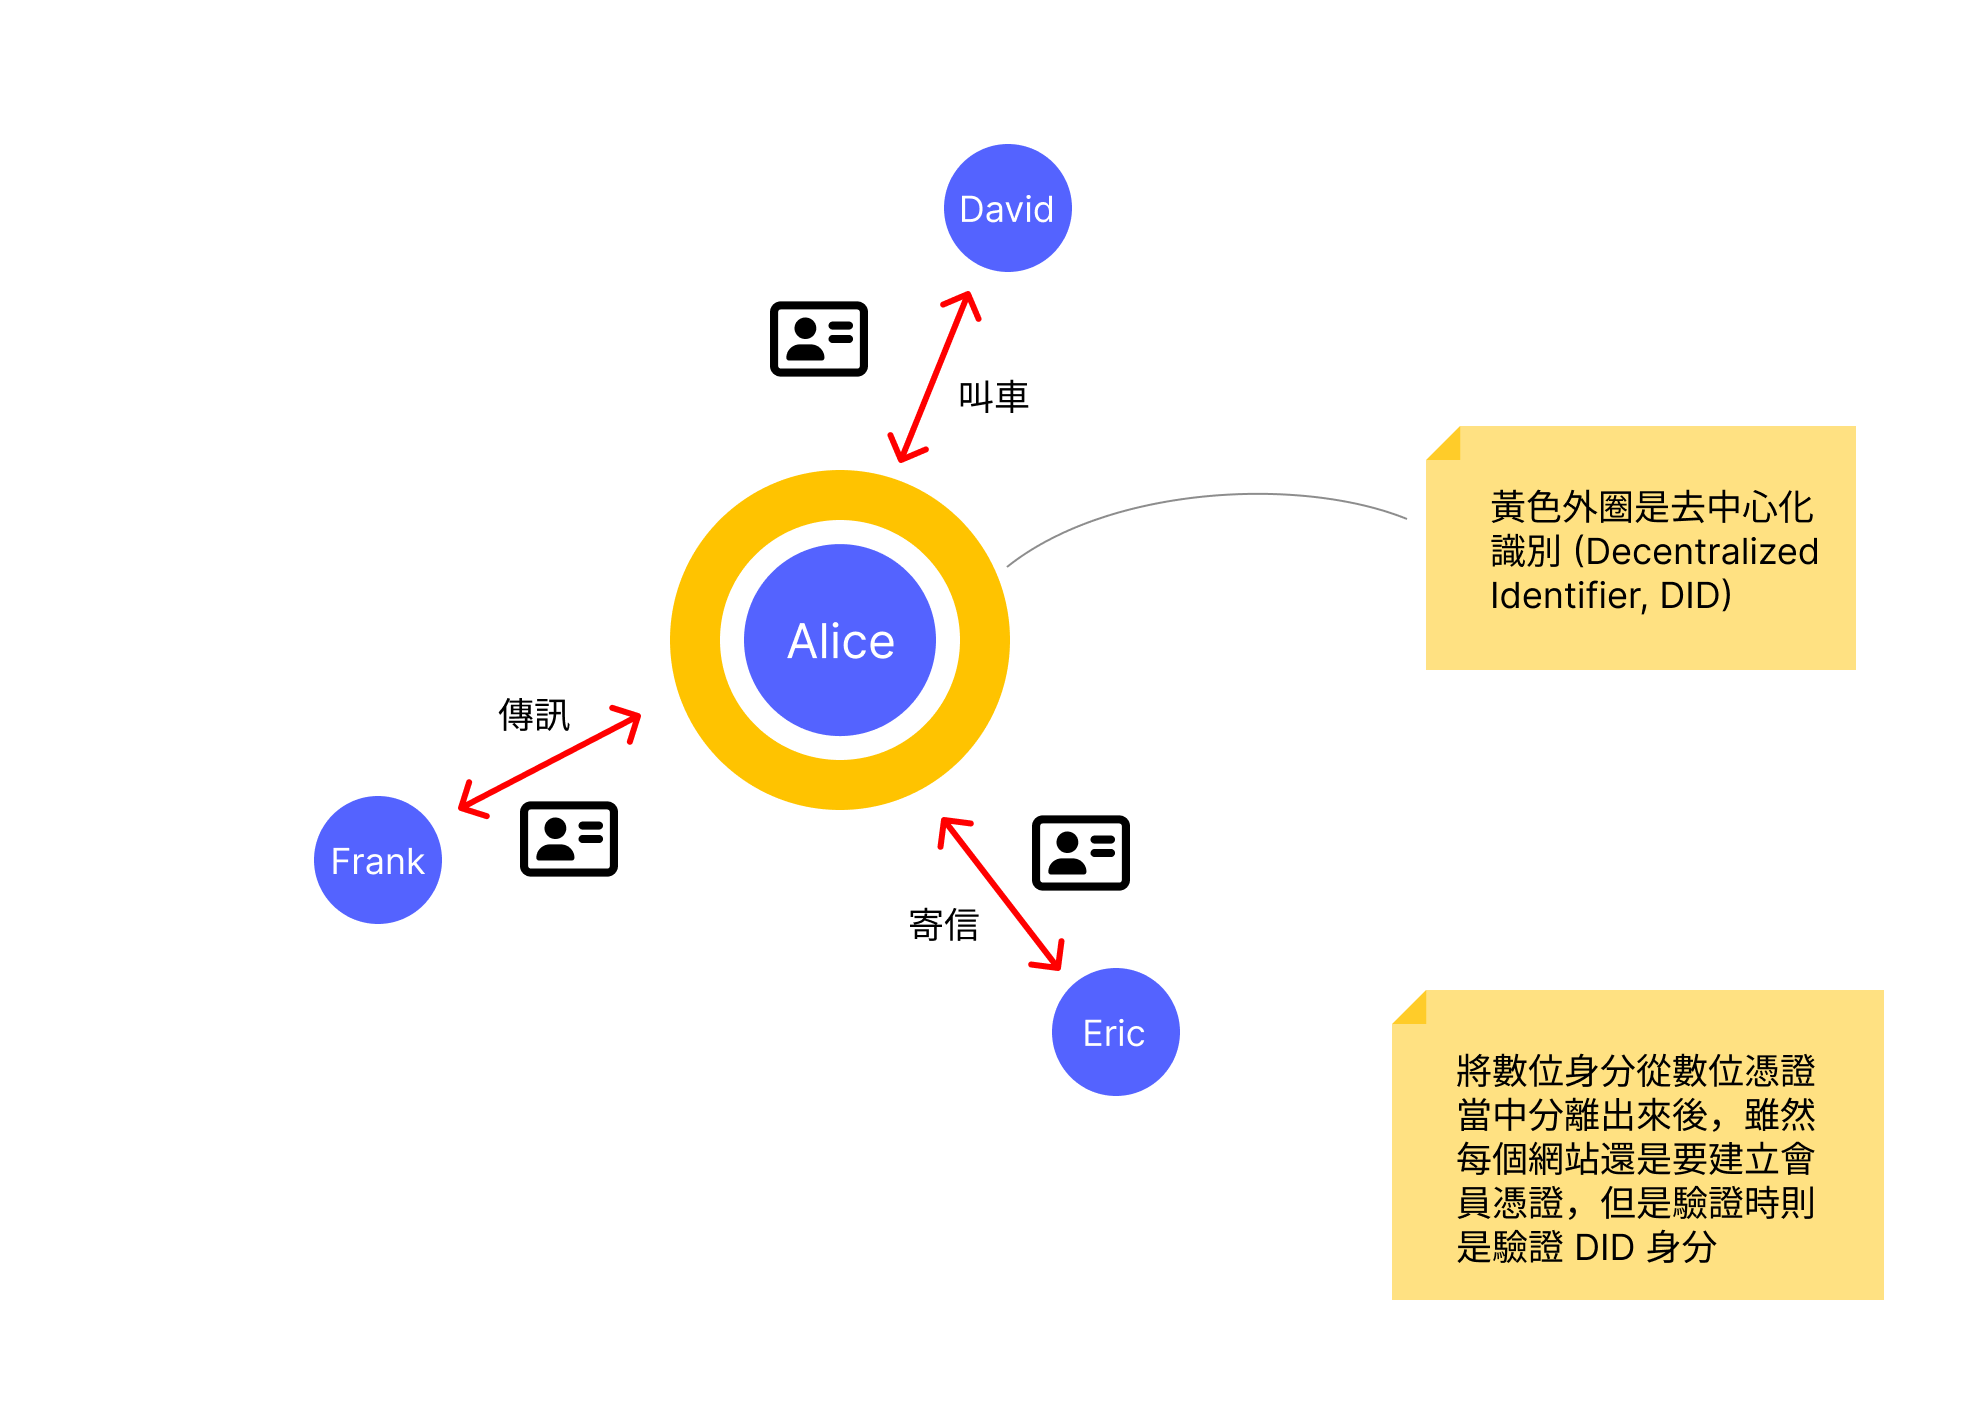 David
叫車
黃色外圈是去中心化
識別 (Decentralized
Identifier, DID)
Alice
傳訊
Frank
寄信
Eric
將數位身分從數位憑證
當中分離出來後，雖然
每個網站還是要建立會
員憑證，但是驗證時則
是驗證 DID 身分